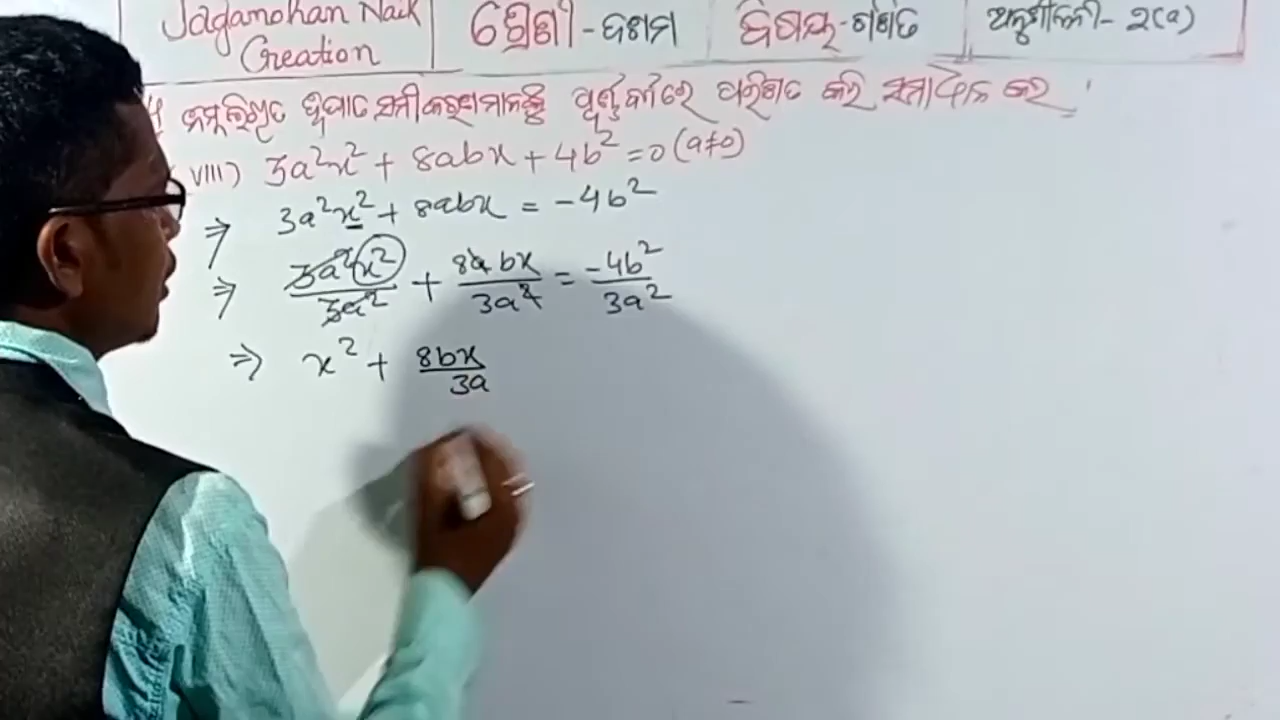 Jagamohan Naik Creation
ଶ୍ରେଣୀ - ଦଶମ
ବିଷୟ - ଗଣିତ
ଅନୁଶୀଳନୀ - ୨(a)
ଦ୍ୱିଘାତ ସମୀକରଣମାନଙ୍କୁ ପୂର୍ଣ୍ଣବର୍ଗରେ ପରିଣତ କରି ସମାଧାନ କର ।
VIII) 3a²x² + 8abx + 4b² = 0 (a≠0)
⇒ 3a²x² + 8abx = -4b²
⇒ 3a²x²/3a² + 8abx/3a² = -4b²/3a²
⇒ x² + 8bx/3a